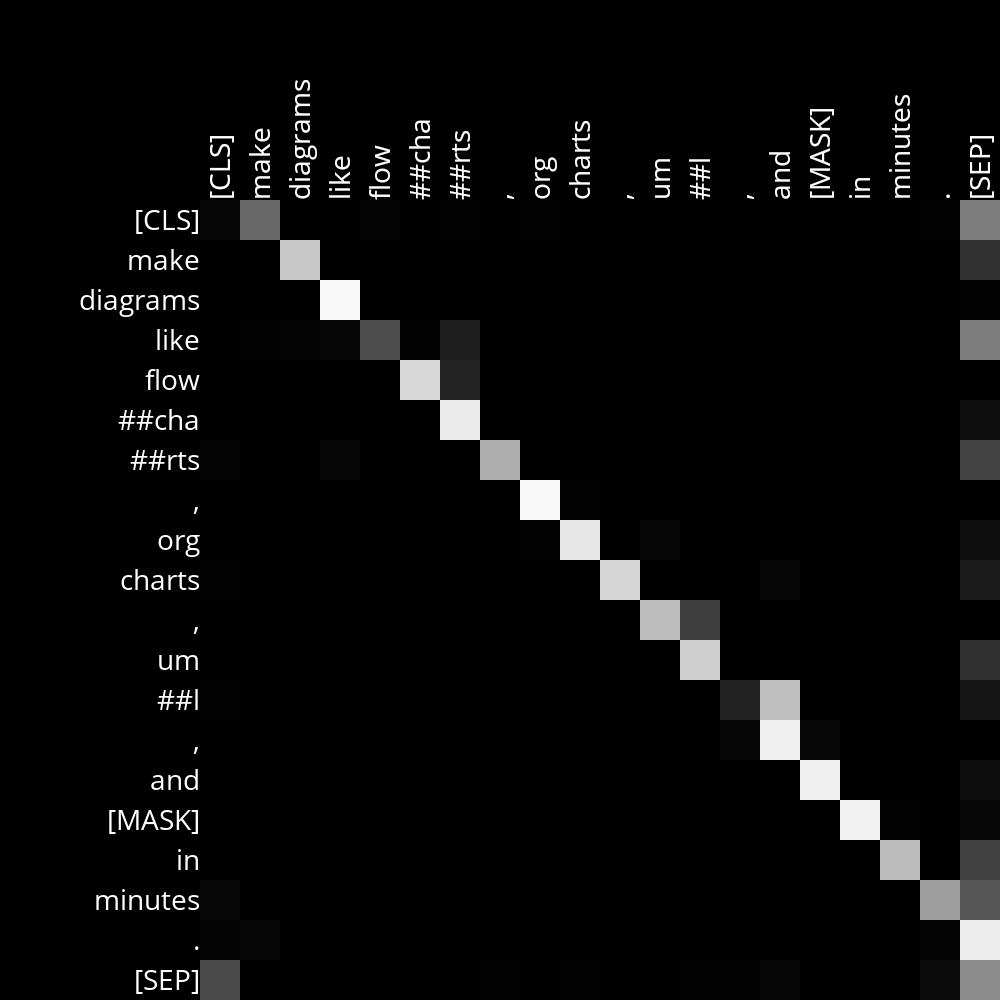 [CLS] make diagrams like flow ##cha ##rts , org charts , um ##l , and [MASK] in minutes . [SEP]
[CLS]
make
diagrams
like
flow
##cha
##rts
,
org
charts
,
um
##l
,
and
[MASK]
in
minutes
.
[SEP]